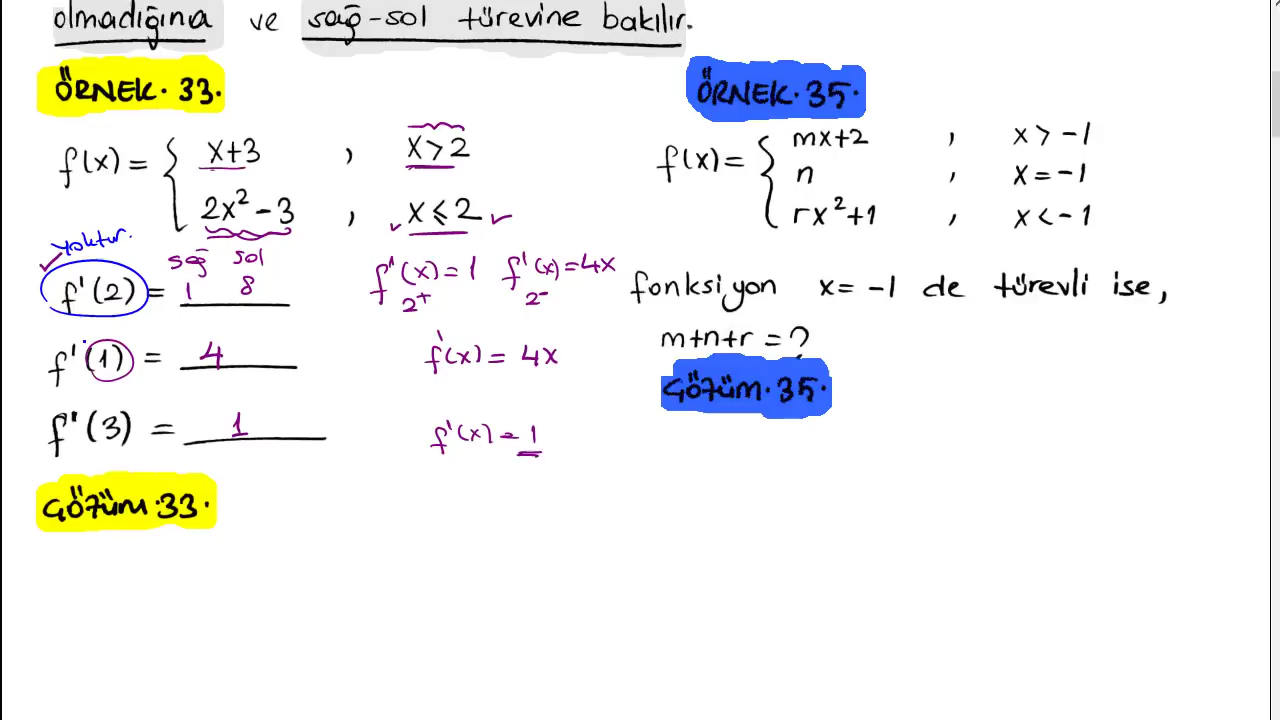 olmadığına ve sağ-sol türevine bakılır.
ÖRNEK. 33.
f(x) = { x+3 , x > 2
2x² - 3 , x ≤ 2
yoktur.
sağ sol
f'(2) = 1 8
f'(x) = 1 f'(x) = 4x
2⁺ 2⁻
f'(1) = 4 f'(x) = 4x
f'(3) = 1 f'(x) = 1
ÇÖZÜM.33.
ÖRNEK.35.
f(x) = { mx+2 , x > -1
n , x = -1
rx²+1 , x < -1
fonksiyon x = -1 de türevli ise,
m+n+r = ?
ÇÖZÜM.35.